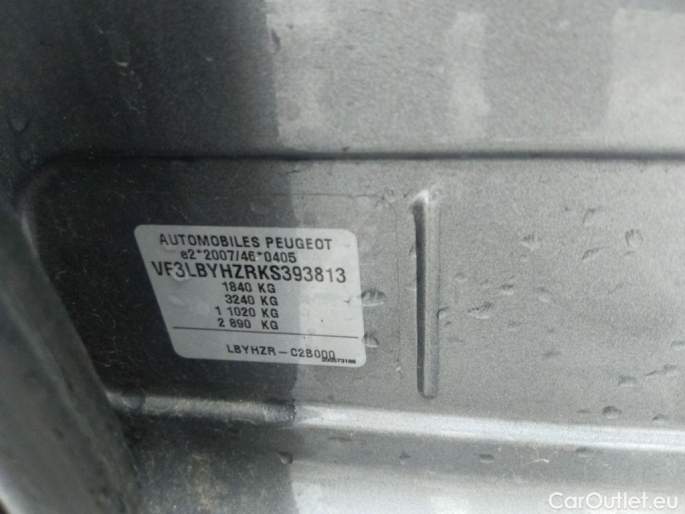 AUTOMOBILES PEUGEOT
e2*2007/46*0405
VF3LBYHZRKS393813
1840 KG
3240 KG
1 1020 KG
2 890 KG
LBYHZR-C2B000
CarOutlet.eu